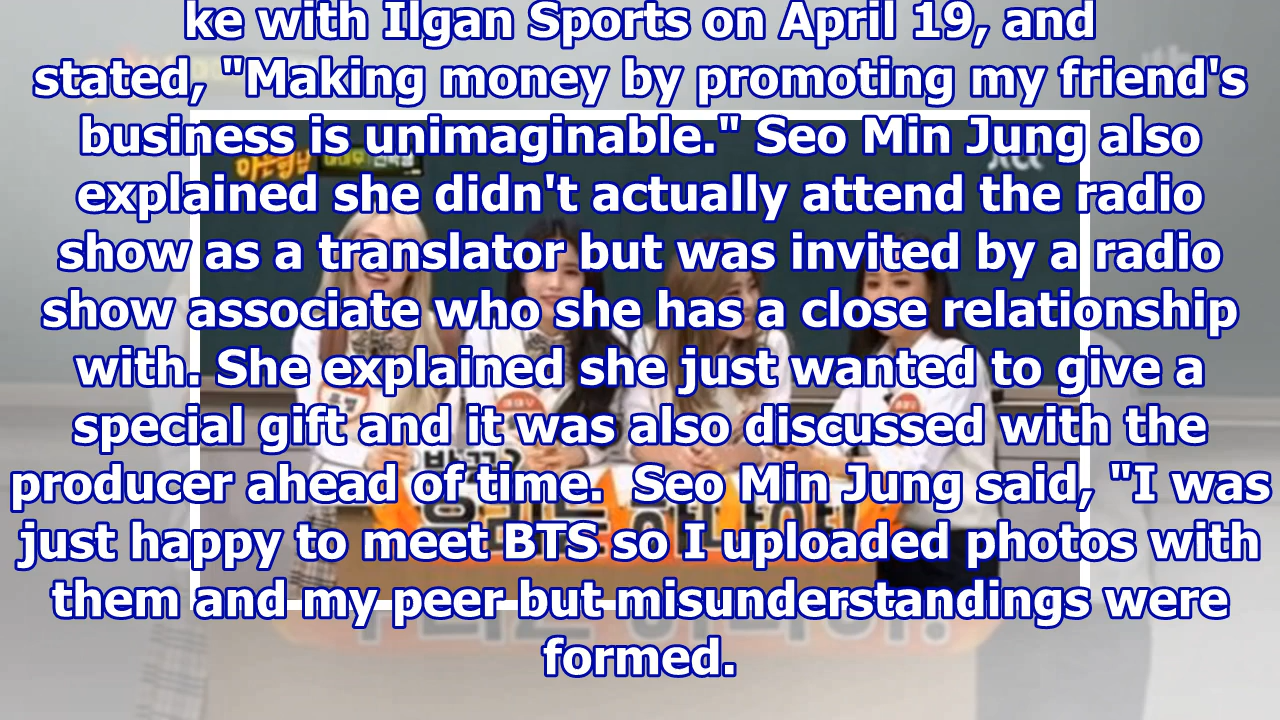 ke with Ilgan Sports on April 19, and
stated, "Making money by promoting my friend's
business is unimaginable." Seo Min Jung also
explained she didn't actually attend the radio
show as a translator but was invited by a radio
show associate who she has a close relationship
with. She explained she just wanted to give a
special gift and it was also discussed with the
producer ahead of time.  Seo Min Jung said, "I was
just happy to meet BTS so I uploaded photos with
them and my peer but misunderstandings were
formed.